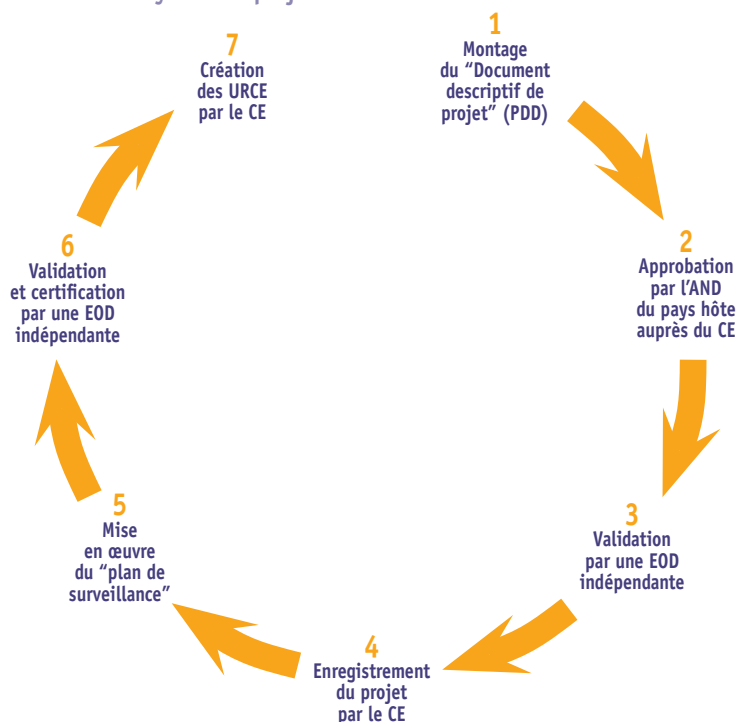 1
Montage
du “Document
descriptif de
projet” (PDD)
2
Approbation
par l’AND
du pays hôte
auprès du CE
3
Validation
par une EOD
indépendante
4
Enregistrement
du projet
par le CE
5
Mise
en œuvre
du “plan de
surveillance”
6
Validation
et certification
par une EOD
indépendante
7
Création
des URCE
par le CE